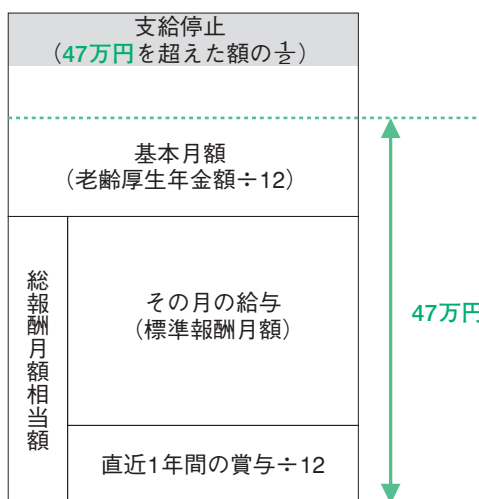 支給停止
（47万円を超えた額の1/2）
基本月額
（老齢厚生年金額÷12）
総報酬月額相当額
その月の給与
（標準報酬月額）
47万円
直近1年間の賞与÷12